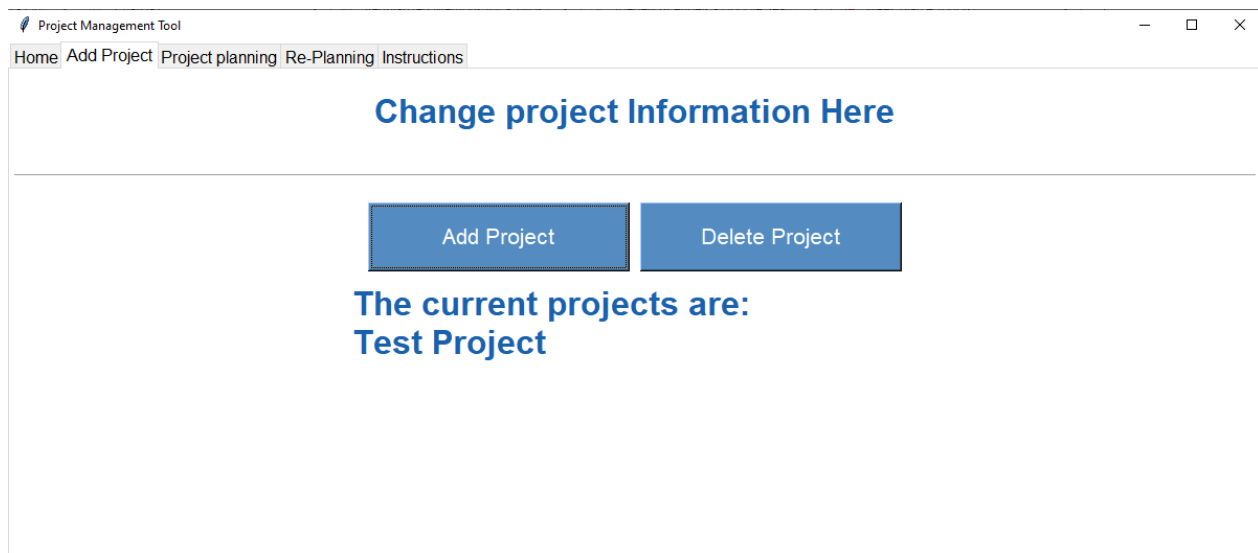 Project Management Tool
Home Add Project Project planning Re-Planning Instructions
Change project Information Here
Add Project Delete Project
The current projects are:
Test Project